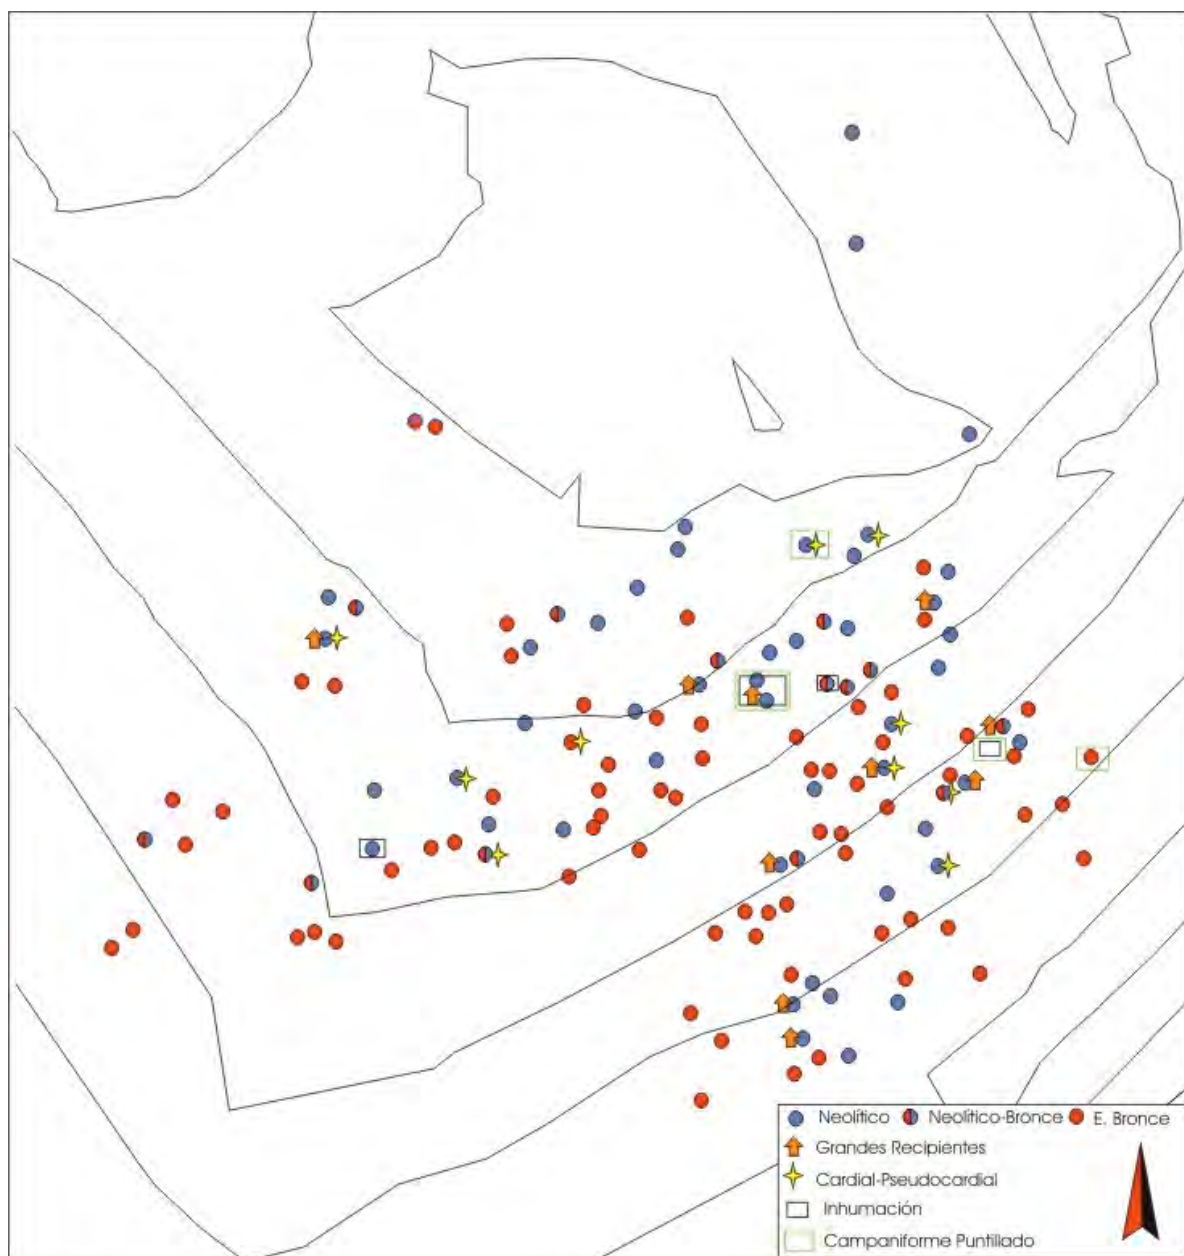 Neolítico Neolítico-Bronce E. Bronce
Grandes Recipientes
Cardial-Pseudocardial
Inhumación
Campaniforme Puntillado